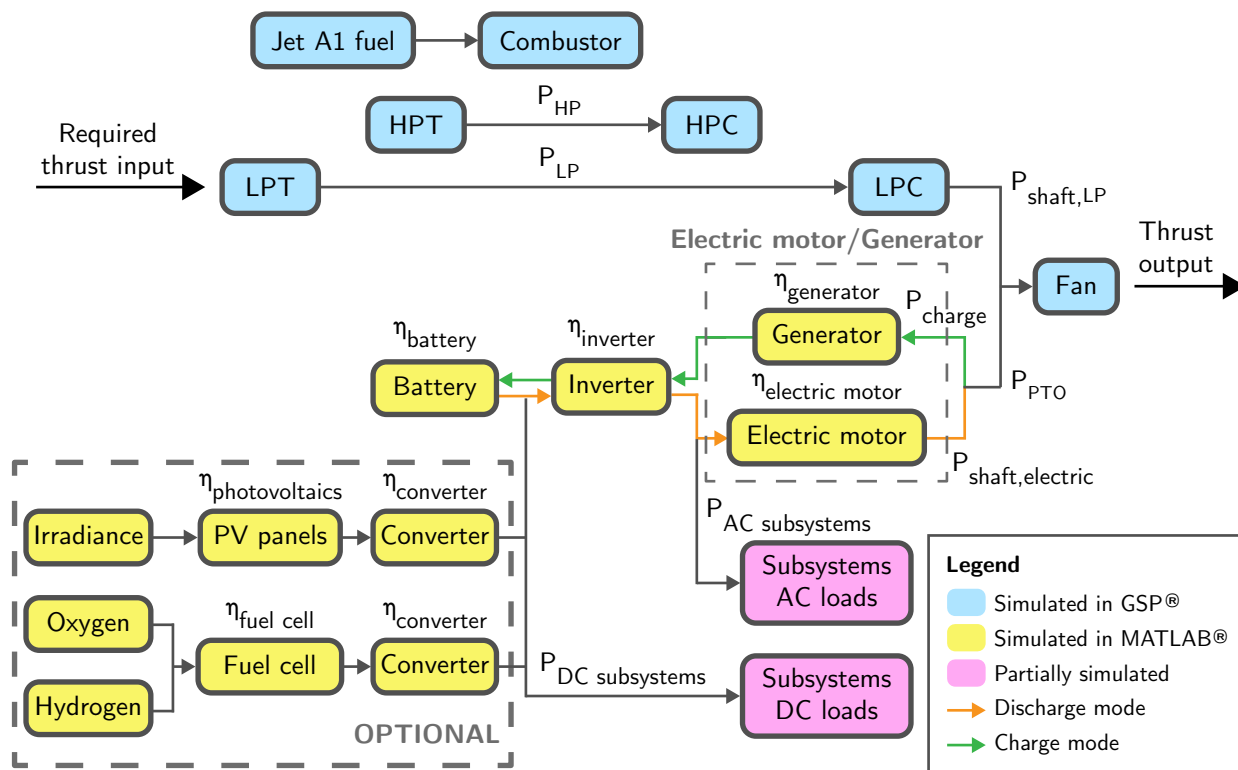 Jet A1 fuel
Combustor
P_HP
HPT
HPC
Required
thrust input
P_LP
LPT
LPC
P_shaft,LP
Electric motor/Generator
Thrust
output
Fan
η_generator
P_charge
Generator
η_battery
η_inverter
Battery
Inverter
η_electric motor
P_PTO
Electric motor
P_shaft,electric
η_photovoltaics
η_converter
Irradiance
PV panels
Converter
P_AC subsystems
Subsystems
AC loads
Oxygen
η_fuel cell
η_converter
Fuel cell
Converter
Hydrogen
P_DC subsystems
Subsystems
DC loads
OPTIONAL
Legend
Simulated in GSP®
Simulated in MATLAB®
Partially simulated
Discharge mode
Charge mode